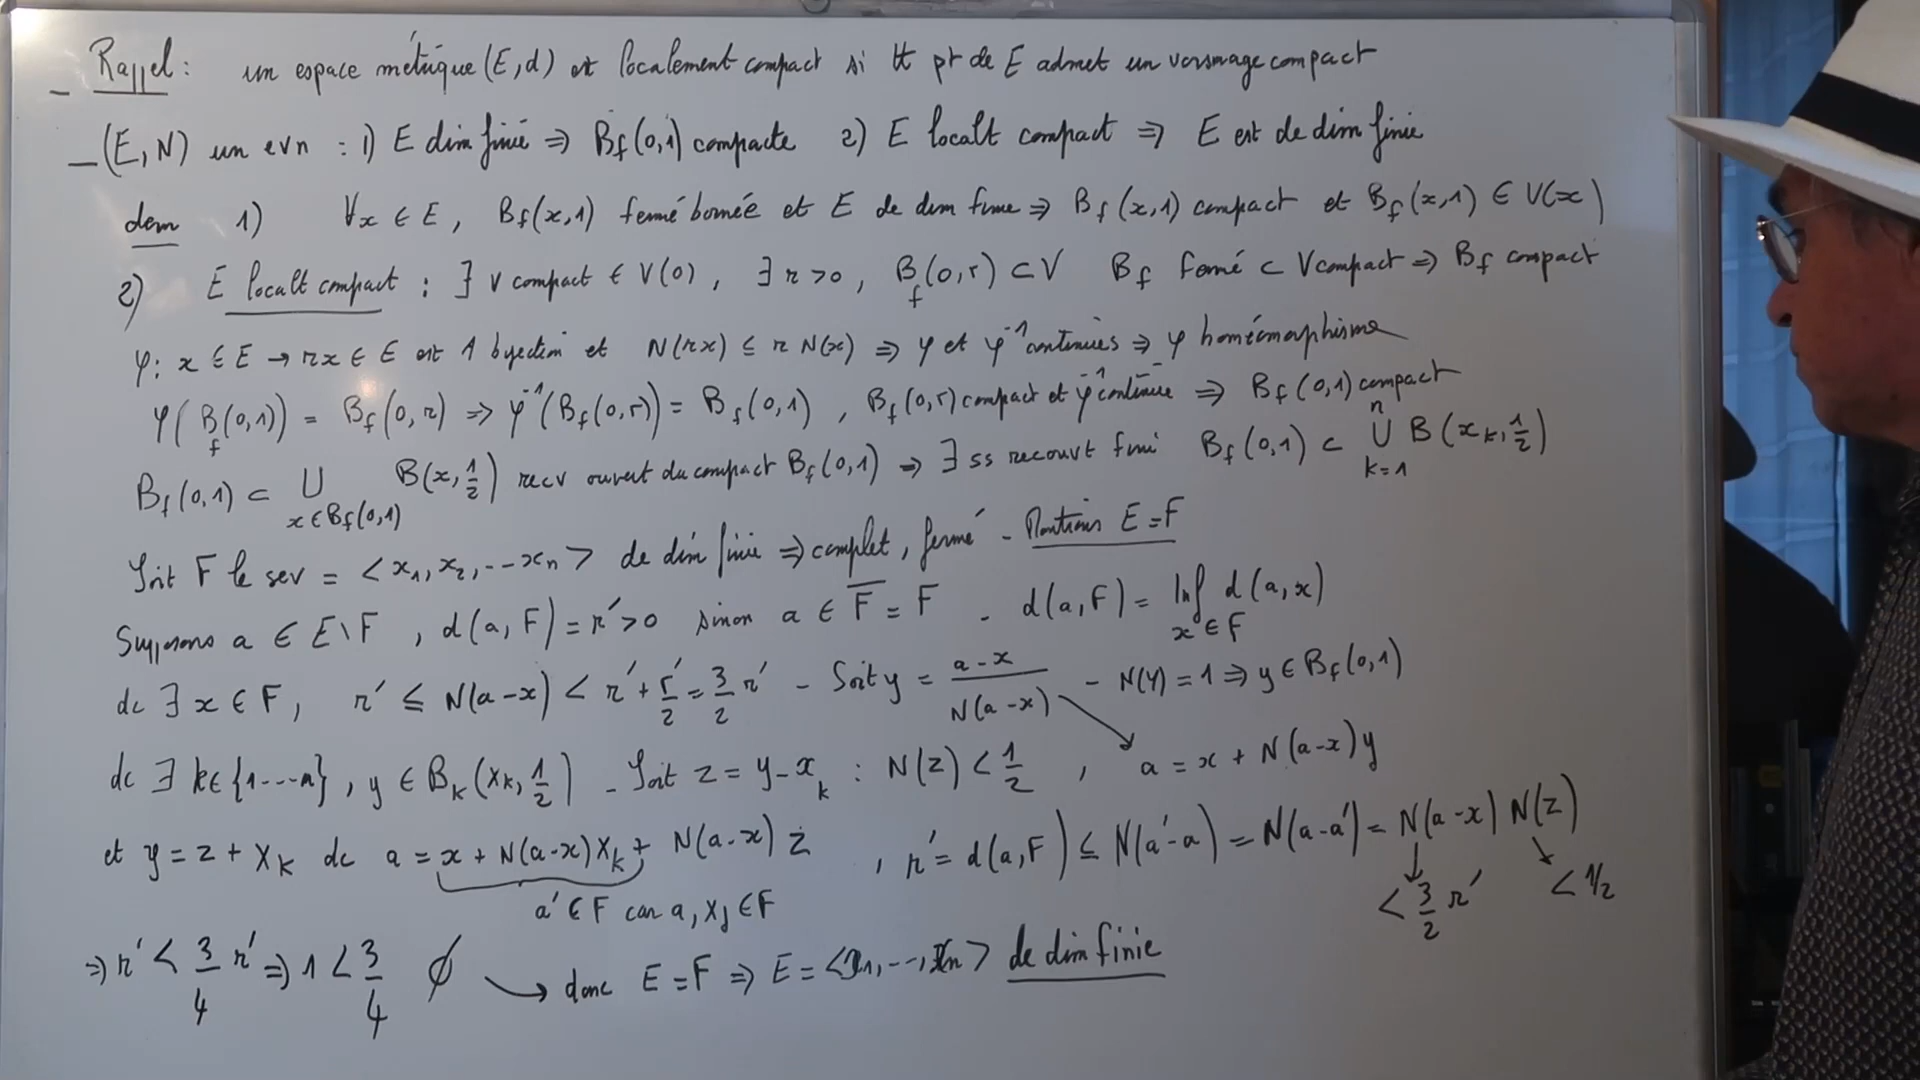 _ Rappel : un espace métrique (E,d) est localement compact si tt pt de E admet un voisinage compact
_ (E, N) un evn : 1) E dim finie ⇒ Bf(0,1) compacte 2) E localt compact ⇒ E est de dim finie
dem 1) ∀x ∈ E, Bf(x,1) fermé bornée et E de dim finie ⇒ Bf(x,1) compact et Bf(x,1) ∈ V(x)
2) E localt compact : ∃ V compact ∈ V(0), ∃ r > 0, Bf(0,r) ⊂ V Bf fermé ⊂ V compact ⇒ Bf compact
φ: x ∈ E → rx ∈ E est 1 bijection et N(rx) ≤ r N(x) ⇒ φ et φ⁻¹ continues ⇒ φ homéomorphisme
φ(Bf(0,1)) = Bf(0,r) ⇒ φ⁻¹(Bf(0,r)) = Bf(0,1), Bf(0,r) compact et φ⁻¹ continue ⇒ Bf(0,1) compact
Bf(0,1) ⊂ ∪_{x∈Bf(0,1)} B(x,1/2) recv ouvert du compact Bf(0,1) ⇒ ∃ ss recouvt fini Bf(0,1) ⊂ ∪_{k=1}^{n} B(x_k,1/2)
Soit F le sev = <x₁, x₂, --- xn> de dim finie ⇒ complet, fermé - Montrons E = F
Supposons a ∈ E\F, d(a,F) = r' > 0 sinon a ∈ F̅ = F - d(a,F) = Inf_{x∈F} d(a,x)
dc ∃ x ∈ F, r' ≤ N(a-x) < r' + r'/2 = 3/2 r' - Soit y = (a-x)/N(a-x) - N(y) = 1 ⇒ y ∈ Bf(0,1)
dc ∃ k ∈ {1---n}, y ∈ B_k(x_k,1/2) - Soit z = y - x_k : N(z) < 1/2, a = x + N(a-x)y
et y = z + x_k dc a = x + N(a-x)x_k + N(a-x) z, r' = d(a,F) ≤ N(a'-a) = N(a-a') = N(a-x) N(z)
a' ∈ F car a, x_j ∈ F < 3/2 r' < 1/2
⇒ r' < 3/4 r' ⇒ 1 < 3/4 ∅ → donc E = F ⇒ E = <x₁, --, xn> de dim finie